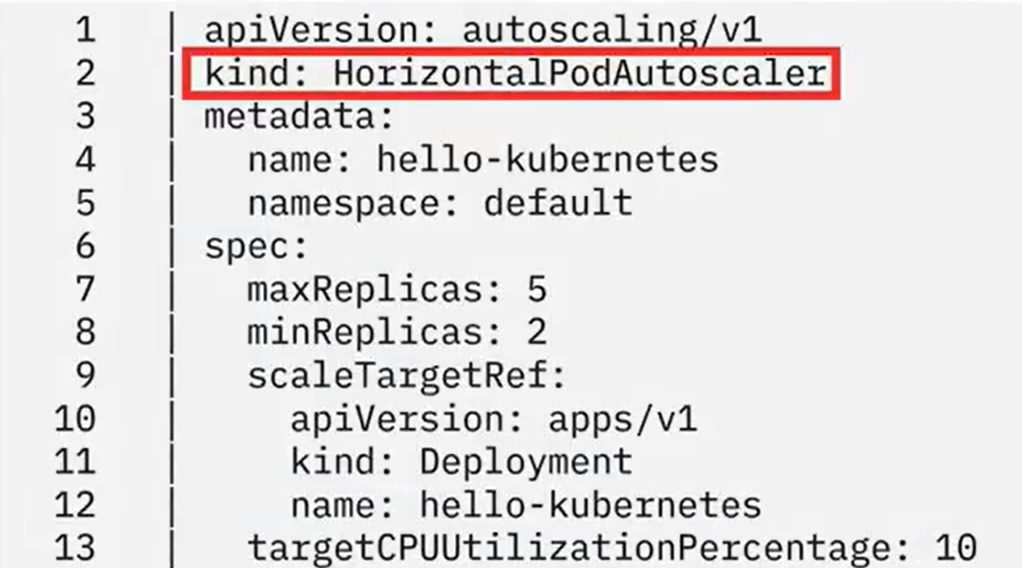 1 | apiVersion: autoscaling/v1
2 | kind: HorizontalPodAutoscaler
3 | metadata:
4 |   name: hello-kubernetes
5 |   namespace: default
6 | spec:
7 |   maxReplicas: 5
8 |   minReplicas: 2
9 |   scaleTargetRef:
10 |     apiVersion: apps/v1
11 |     kind: Deployment
12 |     name: hello-kubernetes
13 |   targetCPUUtilizationPercentage: 10